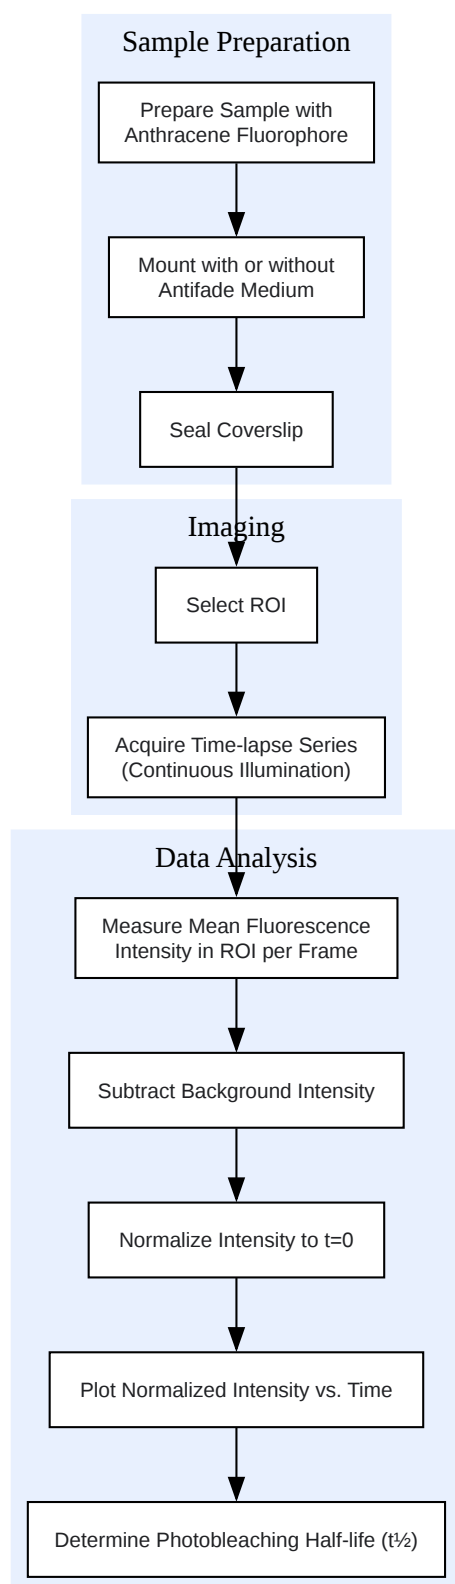 Sample Preparation
Prepare Sample with
Anthracene Fluorophore
Mount with or without
Antifade Medium
Seal Coverslip
Imaging
Select ROI
Acquire Time-lapse Series
(Continuous Illumination)
Data Analysis
Measure Mean Fluorescence
Intensity in ROI per Frame
Subtract Background Intensity
Normalize Intensity to t=0
Plot Normalized Intensity vs. Time
Determine Photobleaching Half-life (t½)